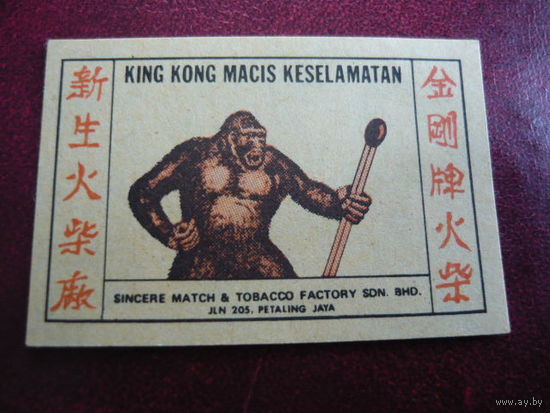 KING KONG MACIS KESELAMATAN
新生火柴廠
金剛牌火柴
SINCERE MATCH & TOBACCO FACTORY SDN. BHD.
JLN 205, PETALING JAYA
www.ay.by